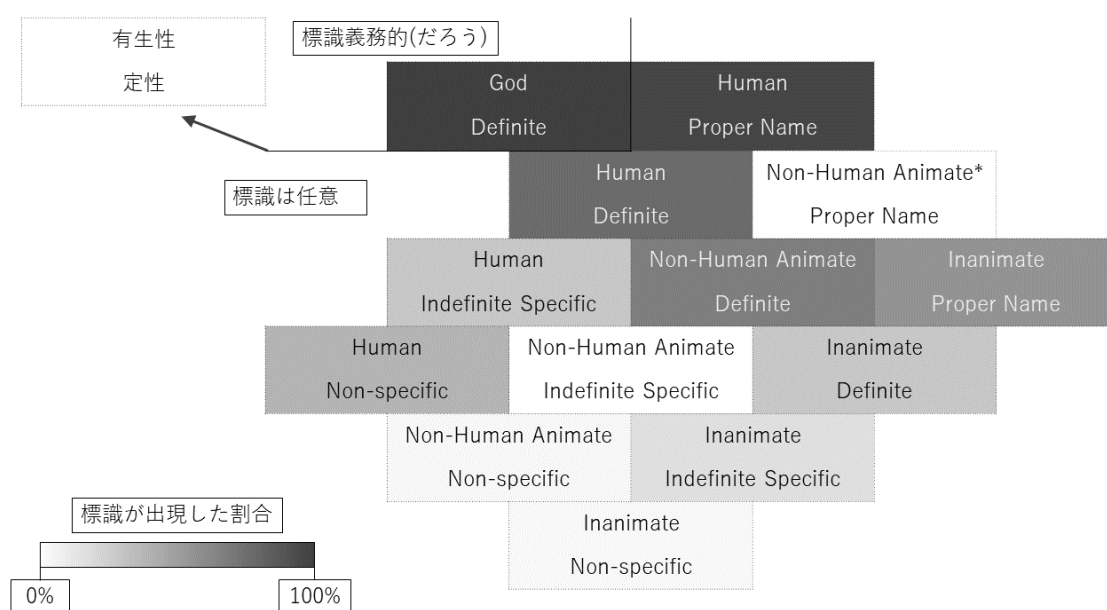 有生性
定性
標識義務的(だろう)
God
Definite
Human
Proper Name
標識は任意
Human
Definite
Non-Human Animate*
Proper Name
Human
Indefinite Specific
Non-Human Animate
Definite
Inanimate
Proper Name
Human
Non-specific
Non-Human Animate
Indefinite Specific
Inanimate
Definite
Non-Human Animate
Non-specific
Inanimate
Indefinite Specific
Inanimate
Non-specific
標識が出現した割合
0%
100%